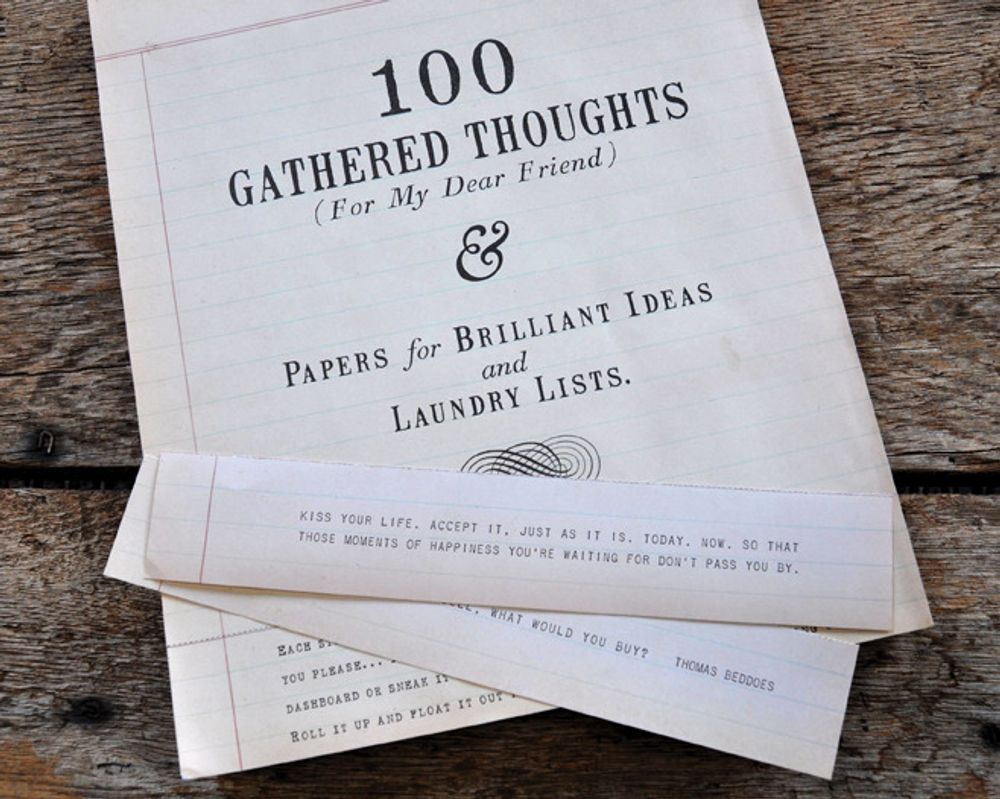 100
GATHERED THOUGHTS
(For My Dear Friend)
&
PAPERS for BRILLIANT IDEAS
and
LAUNDRY LISTS.
KISS YOUR LIFE. ACCEPT IT, JUST AS IT IS. TODAY. NOW. SO THAT
THOSE MOMENTS OF HAPPINESS YOU'RE WAITING FOR DON'T PASS YOU BY.
WHAT WOULD YOU BUY? THOMAS BEDDOES
EACH
YOU PLEASE...
DASHBOARD OR SNEAK IT
ROLL IT UP AND FLOAT IT OUT